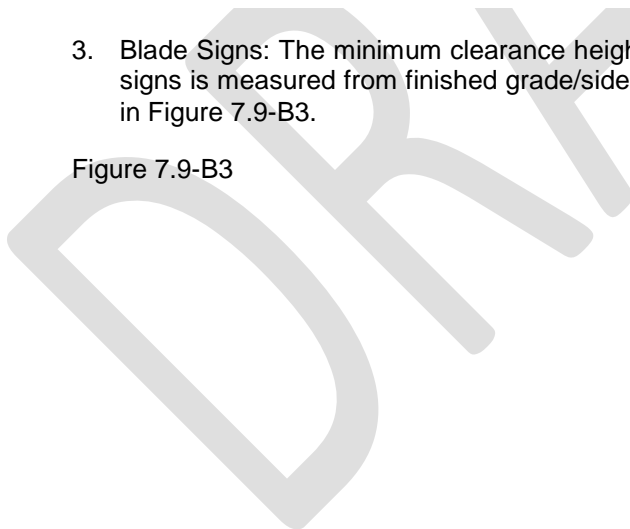 3. Blade Signs: The minimum clearance heigh
signs is measured from finished grade/side
in Figure 7.9-B3.
Figure 7.9-B3
DRA